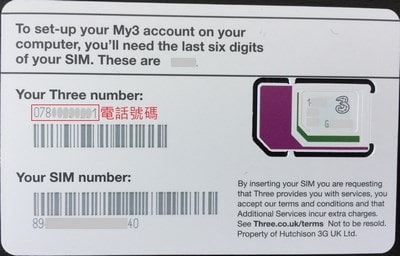 To set-up your My3 account on your
computer, you'll need the last six digits
of your SIM. These are
Your Three number:
078 1 電話號碼
Your SIM number:
89 40
1 3
G
By inserting your SIM you are requesting
that Three provides you with services, you
accept our terms and conditions and that
Additional Services incur extra charges.
See Three.co.uk/terms Not to be resold.
Property of Hutchison 3G UK Ltd.